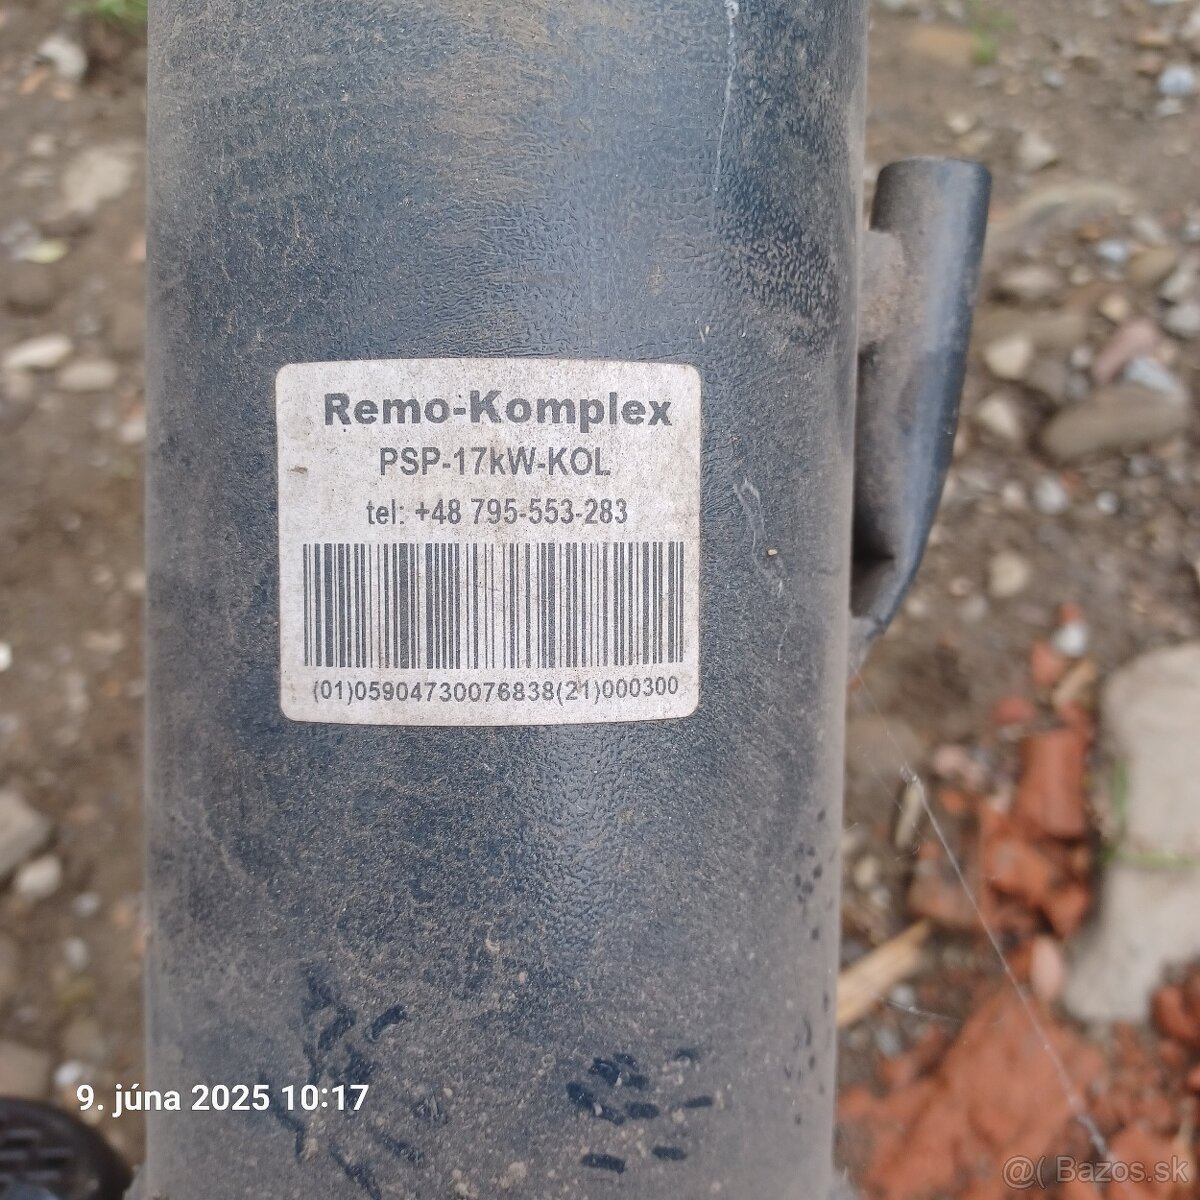 Remo-Komplex
PSP-17kW-KOL
tel: +48 795-553-283
(01)05904730076838(21)000300
9. júna 2025 10:17
@( Bazos.sk